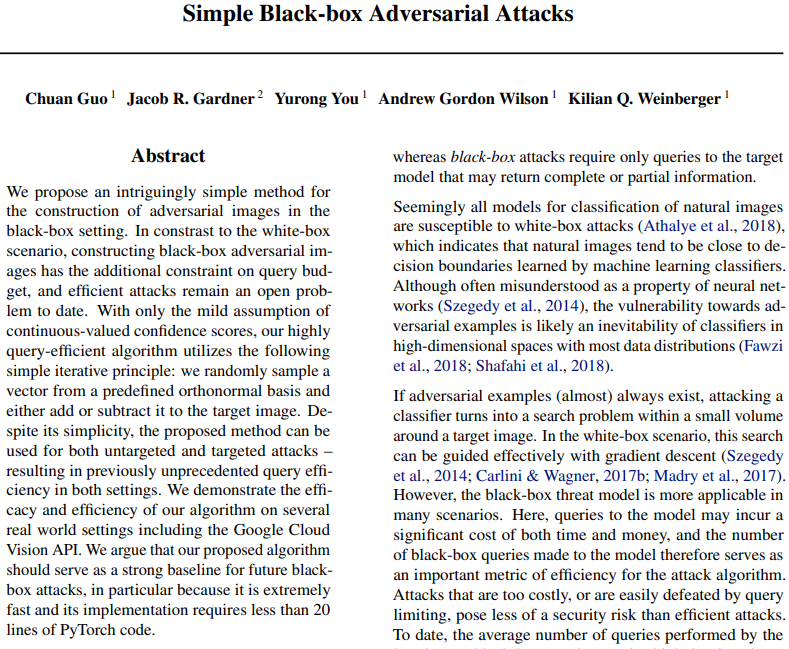 Simple Black-box Adversarial Attacks
Chuan Guo 1 Jacob R. Gardner 2 Yurong You 1 Andrew Gordon Wilson 1 Kilian Q. Weinberger 1
Abstract
We propose an intriguingly simple method for
the construction of adversarial images in the
black-box setting. In contrast to the white-box
scenario, constructing black-box adversarial im-
ages has the additional constraint on query bud-
get, and efficient attacks remain an open prob-
lem to date. With only the mild assumption of
continuous-valued confidence scores, our highly
query-efficient algorithm utilizes the following
simple iterative principle: we randomly sample a
vector from a predefined orthonormal basis and
either add or subtract it to the target image. De-
spite its simplicity, the proposed method can be
used for both untargeted and targeted attacks –
resulting in previously unprecedented query effi-
ciency in both settings. We demonstrate the effi-
cacy and efficiency of our algorithm on several
real world settings including the Google Cloud
Vision API. We argue that our proposed algorithm
should serve as a strong baseline for future black-
box attacks, in particular because it is extremely
fast and its implementation requires less than 20
lines of PyTorch code.
whereas black-box attacks require only queries to the target
model that may return complete or partial information.
Seemingly all models for classification of natural images
are susceptible to white-box attacks (Athalye et al., 2018),
which indicates that natural images tend to be close to de-
cision boundaries learned by machine learning classifiers.
Although often misunderstood as a property of neural net-
works (Szegedy et al., 2014), the vulnerability towards ad-
versarial examples is likely an inevitability of classifiers in
high-dimensional spaces with most data distributions (Fawzi
et al., 2018; Shafahi et al., 2018).
If adversarial examples (almost) always exist, attacking a
classifier turns into a search problem within a small volume
around a target image. In the white-box scenario, this search
can be guided effectively with gradient descent (Szegedy
et al., 2014; Carlini & Wagner, 2017b; Madry et al., 2017).
However, the black-box threat model is more applicable in
many scenarios. Here, queries to the model may incur a
significant cost of both time and money, and the number
of black-box queries made to the model therefore serves as
an important metric of efficiency for the attack algorithm.
Attacks that are too costly, or are easily defeated by query
limiting, pose less of a security risk than efficient attacks.
To date, the average number of queries performed by the